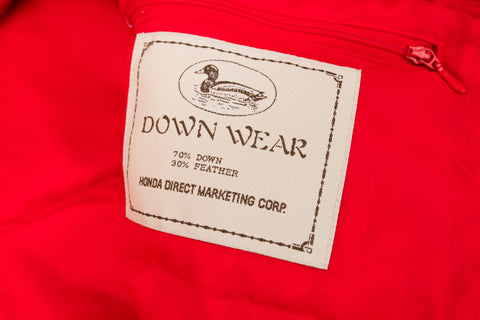 DOWN WEAR
70% DOWN
30% FEATHER
HONDA DIRECT MARKETING CORP.